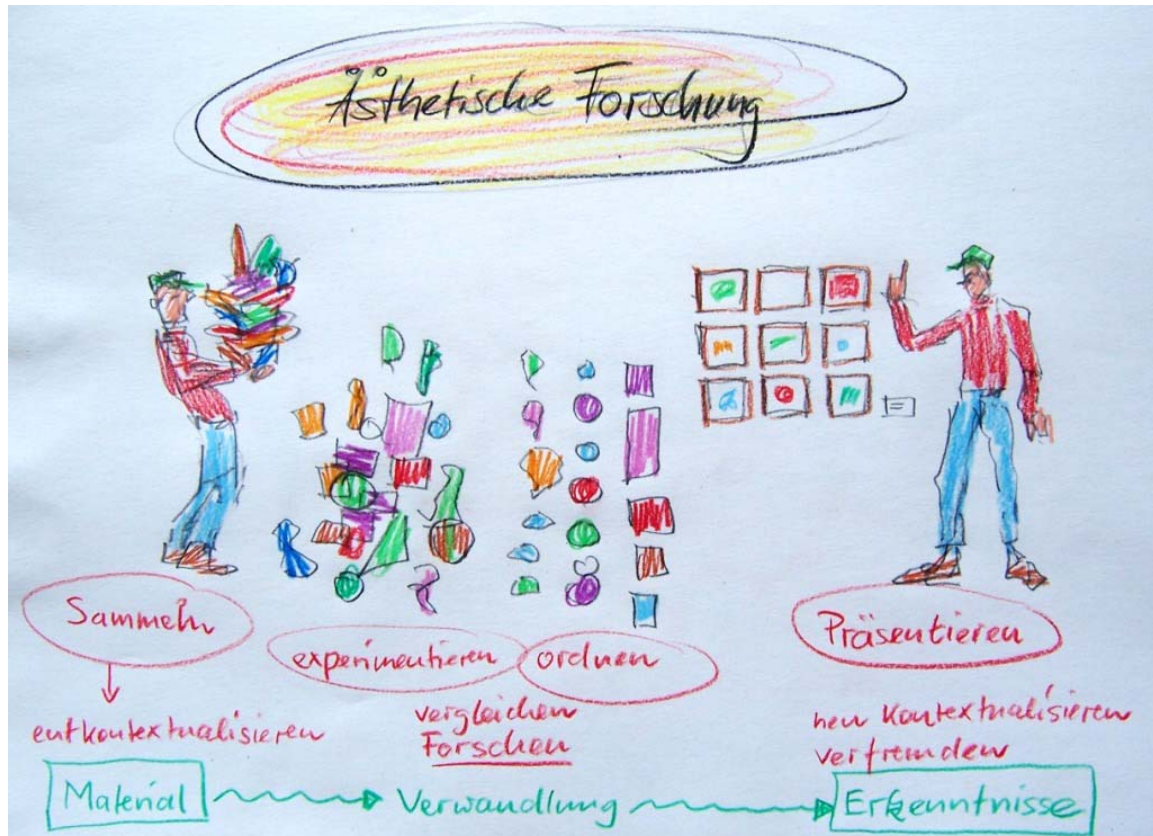 Ästhetische Forschung
Sammeln
experimentieren
ordnen
Präsentieren
entkontextualisieren
vergleichen
Forschen
neu Kontextualisieren
verfremden
Material
Verwandlung
Erkenntnisse